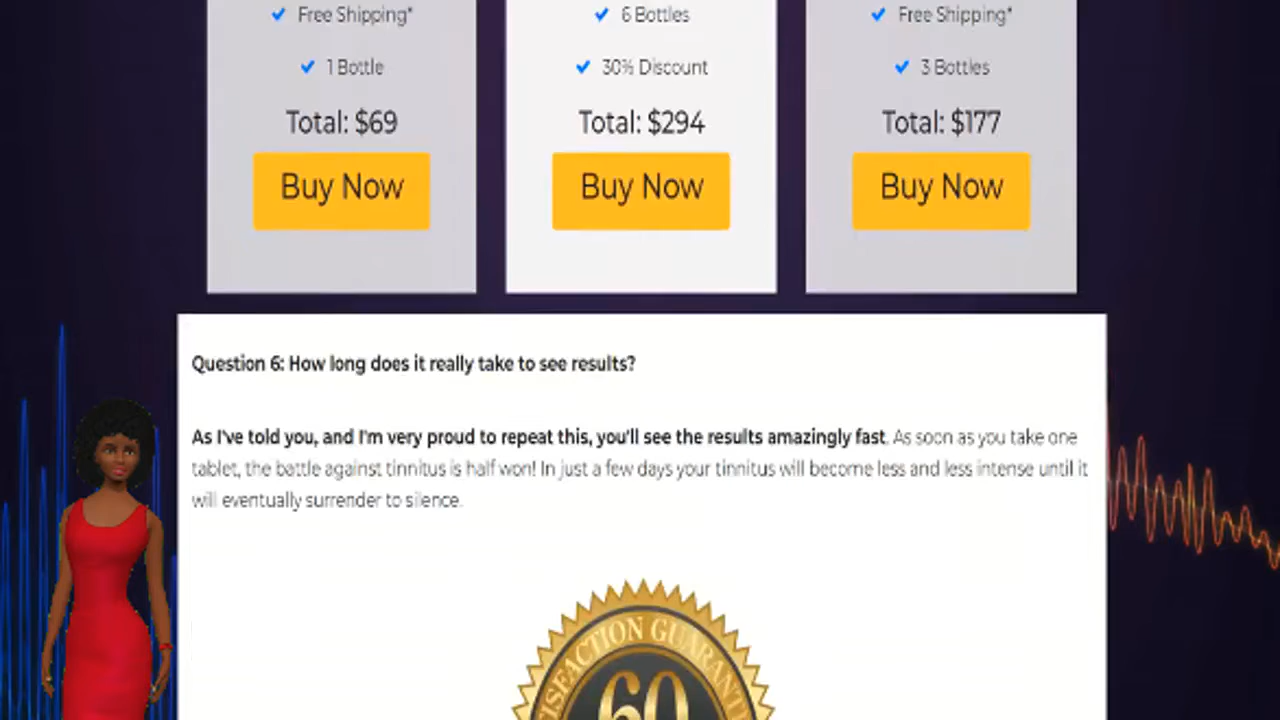 Free Shipping*
1 Bottle
Total: $69
Buy Now
6 Bottles
30% Discount
Total: $294
Buy Now
Free Shipping*
3 Bottles
Total: $177
Buy Now
Question 6: How long does it really take to see results?
As I've told you, and I'm very proud to repeat this, you'll see the results amazingly fast. As soon as you take one
tablet, the battle against tinnitus is half won! In just a few days your tinnitus will become less and less intense until it
will eventually surrender to silence.
60